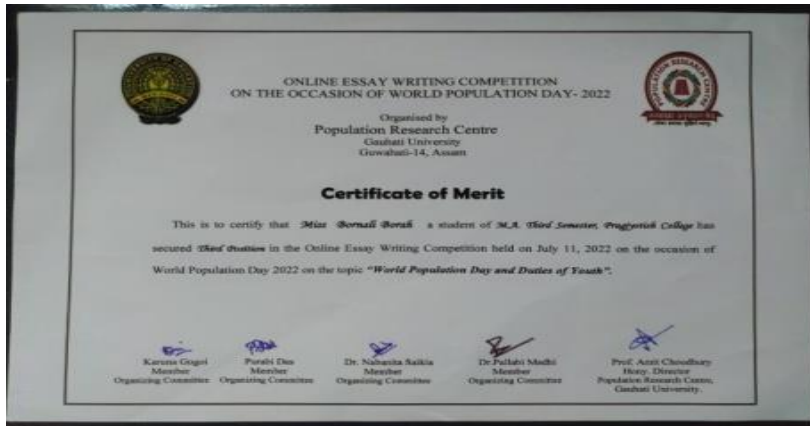 ONLINE ESSAY WRITING COMPETITION
ON THE OCCASION OF WORLD POPULATION DAY- 2022
Organised by
Population Research Centre
Gauhati University
Guwahati-14, Assam
POPULATION RESEARCH CENTRE
Certificate of Merit
This is to certify that Miss Bornali Borah a student of M.A. Third Semester, Pragjyotish College has
secured Third Position in the Online Essay Writing Competition held on July 11, 2022 on the occasion of
World Population Day 2022 on the topic "World Population Day and Duties of Youth".
Karuna Gogoi
Member
Organizing Committee
Porabi Das
Member
Organizing Committee
Dr. Nabanita Saikia
Member
Organizing Committee
Dr.Pallabi Medhi
Member
Organizing Committee
Prof. Amit Choudhury
Hony. Director
Population Research Centre,
Gauhati University.